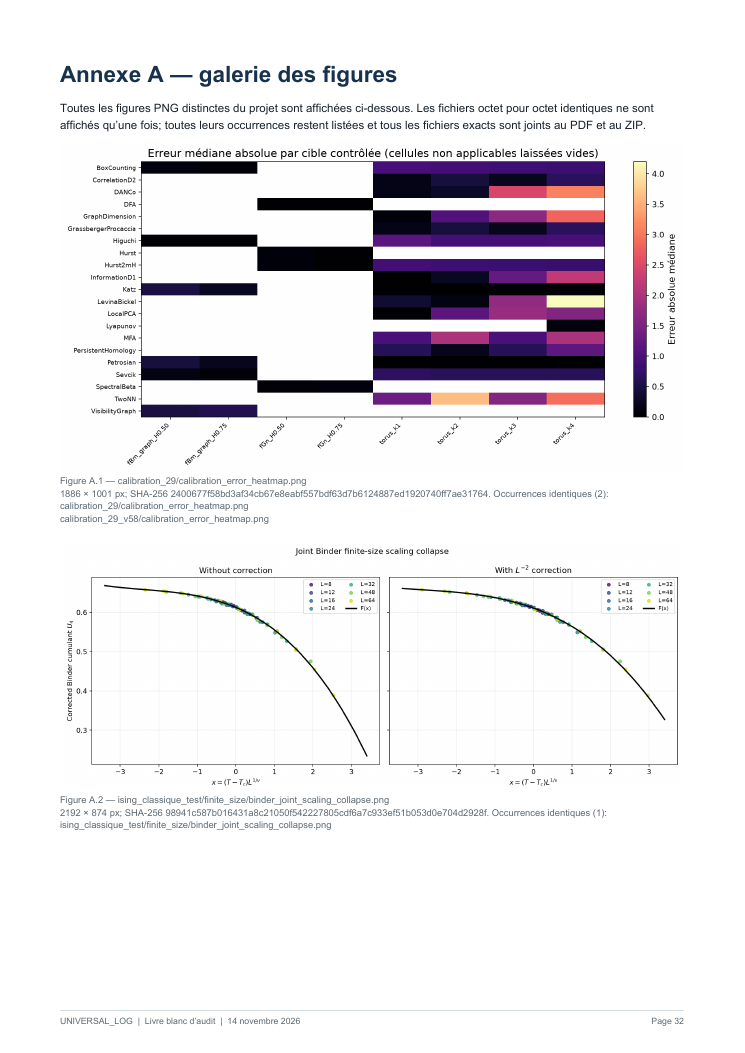 Annexe A — galerie des figures
Toutes les figures PNG distinctes du projet sont affichées ci-dessous. Les fichiers octet pour octet identiques ne sont
affichés qu'une fois; toutes leurs occurrences restent listées et tous les fichiers exacts sont joints au PDF et au ZIP.
Erreur médiane absolue par cible contrôlée (cellules non applicables laissées vides)
BoxCounting
CorrelationD2
DANCo
DFA
GraphDimension
GrassbergerProcaccia
Higuchi
Hurst
Hurst2mH
InformationD1
Katz
LevinaBickel
LocalPCA
Lyapunov
MFA
PersistentHomology
Petrosian
Sevcik
SpectralBeta
TwoNN
VisibilityGraph
fBm_graph_H0.50
fBm_graph_H0.75
fGn_H0.50
fGn_H0.75
torus_k1
torus_k2
torus_k3
torus_k4
4.0
3.5
3.0
2.5
2.0
1.5
1.0
0.5
0.0
Erreur absolue médiane
Figure A.1 — calibration_29/calibration_error_heatmap.png
1886 × 1001 px; SHA-256 2400677f58bd3af34cb67e8eabf557bdf63d7b6124887ed1920740ff7ae31764. Occurrences identiques (2):
calibration_29/calibration_error_heatmap.png
calibration_29_v58/calibration_error_heatmap.png
Joint Binder finite-size scaling collapse
Without correction
L=8 L=32
L=12 L=48
L=16 L=64
L=24 F(x)
0.6
0.5
0.4
0.3
Corrected Binder cumulant U₄
−3 −2 −1 0 1 2 3
x = (T − T_c)L^{1/ν}
With L⁻² correction
L=8 L=32
L=12 L=48
L=16 L=64
L=24 F(x)
−3 −2 −1 0 1 2 3
x = (T − T_c)L^{1/ν}
Figure A.2 — ising_classique_test/finite_size/binder_joint_scaling_collapse.png
2192 × 874 px; SHA-256 98941c587b016431a8c21050f542227805cdf6a7c933ef51b053d0e704d2928f. Occurrences identiques (1):
ising_classique_test/finite_size/binder_joint_scaling_collapse.png
UNIVERSAL_LOG | Livre blanc d'audit | 14 novembre 2026
Page 32